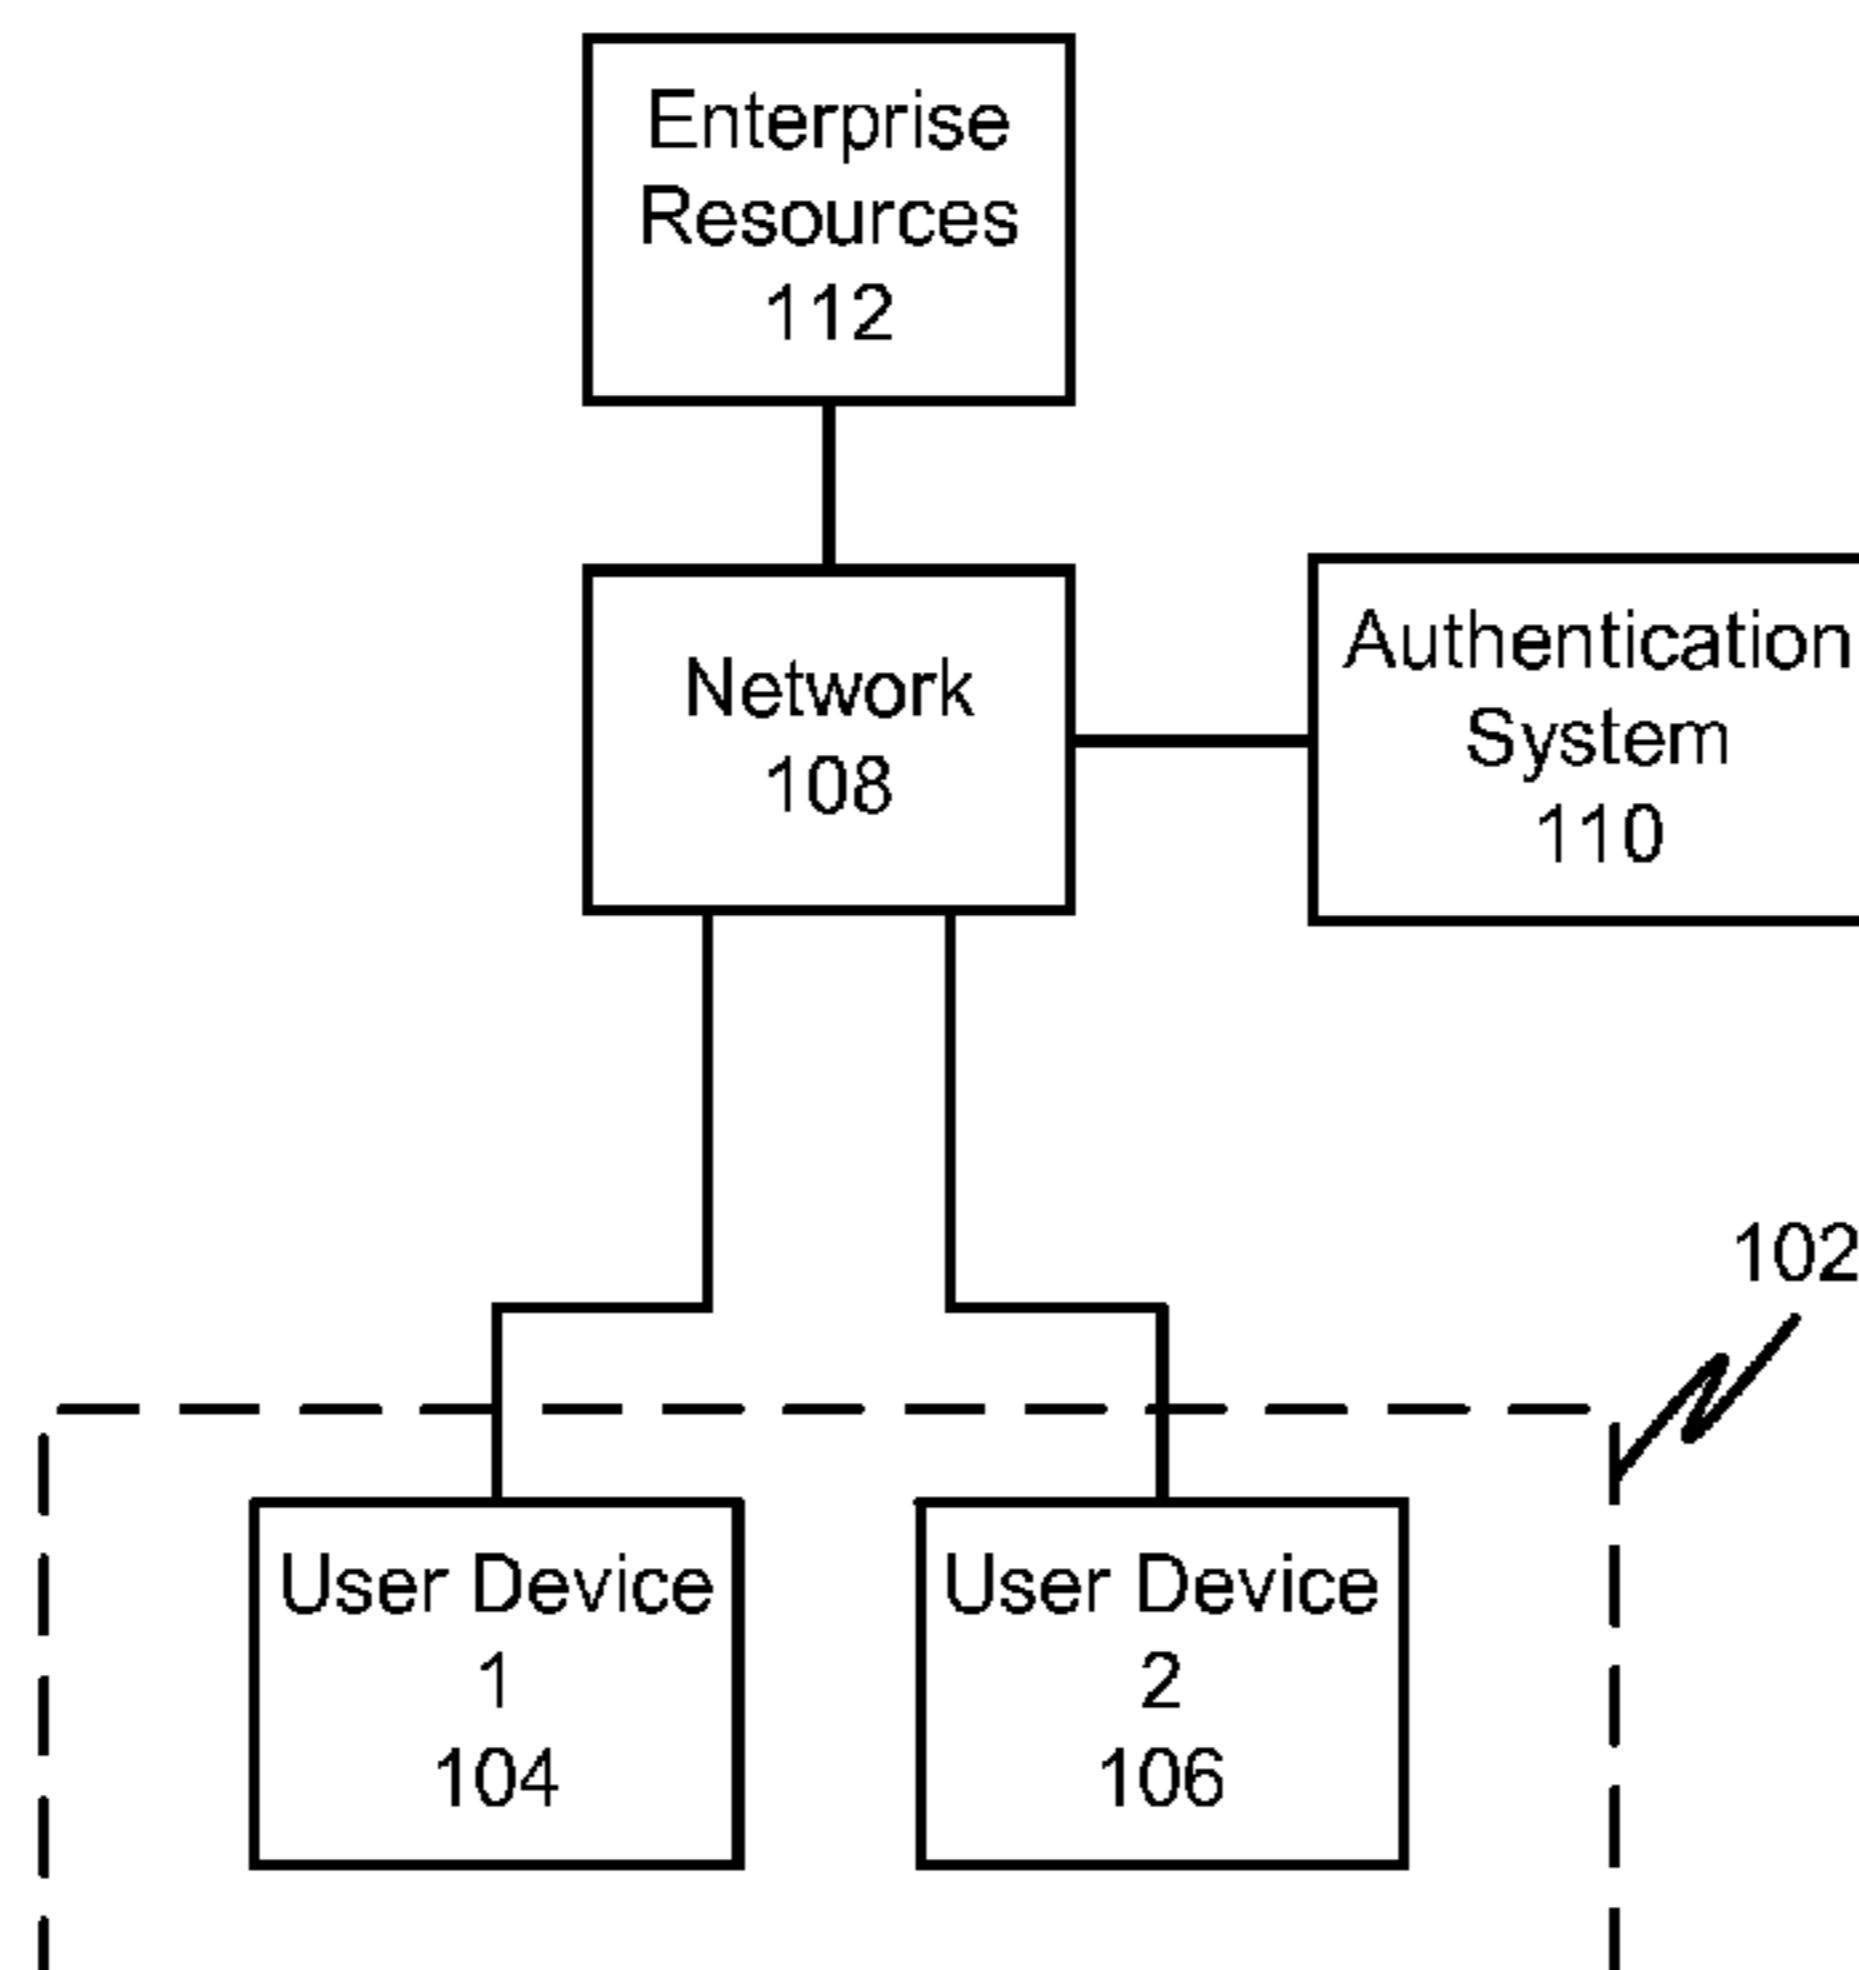 Enterprise
Resources
112
Network
108
Authentication
System
110
102
User Device
1
104
User Device
2
106